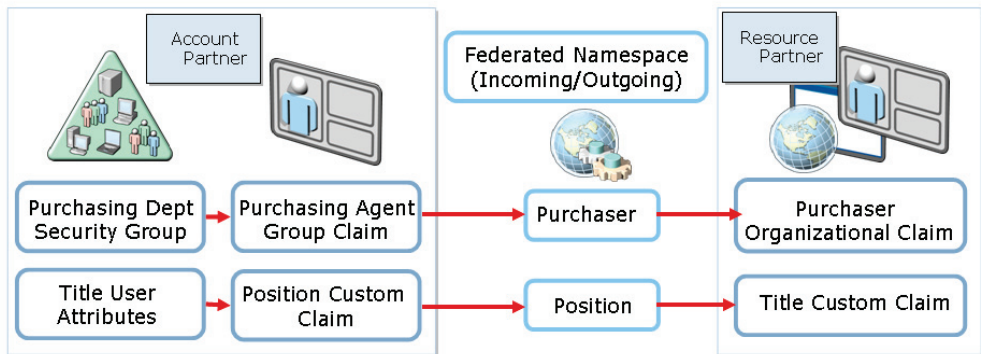 Account
Partner
Federated Namespace
(Incoming/Outgoing)
Resource
Partner
Purchasing Dept
Security Group
Purchasing Agent
Group Claim
Purchaser
Purchaser
Organizational Claim
Title User
Attributes
Position Custom
Claim
Position
Title Custom Claim